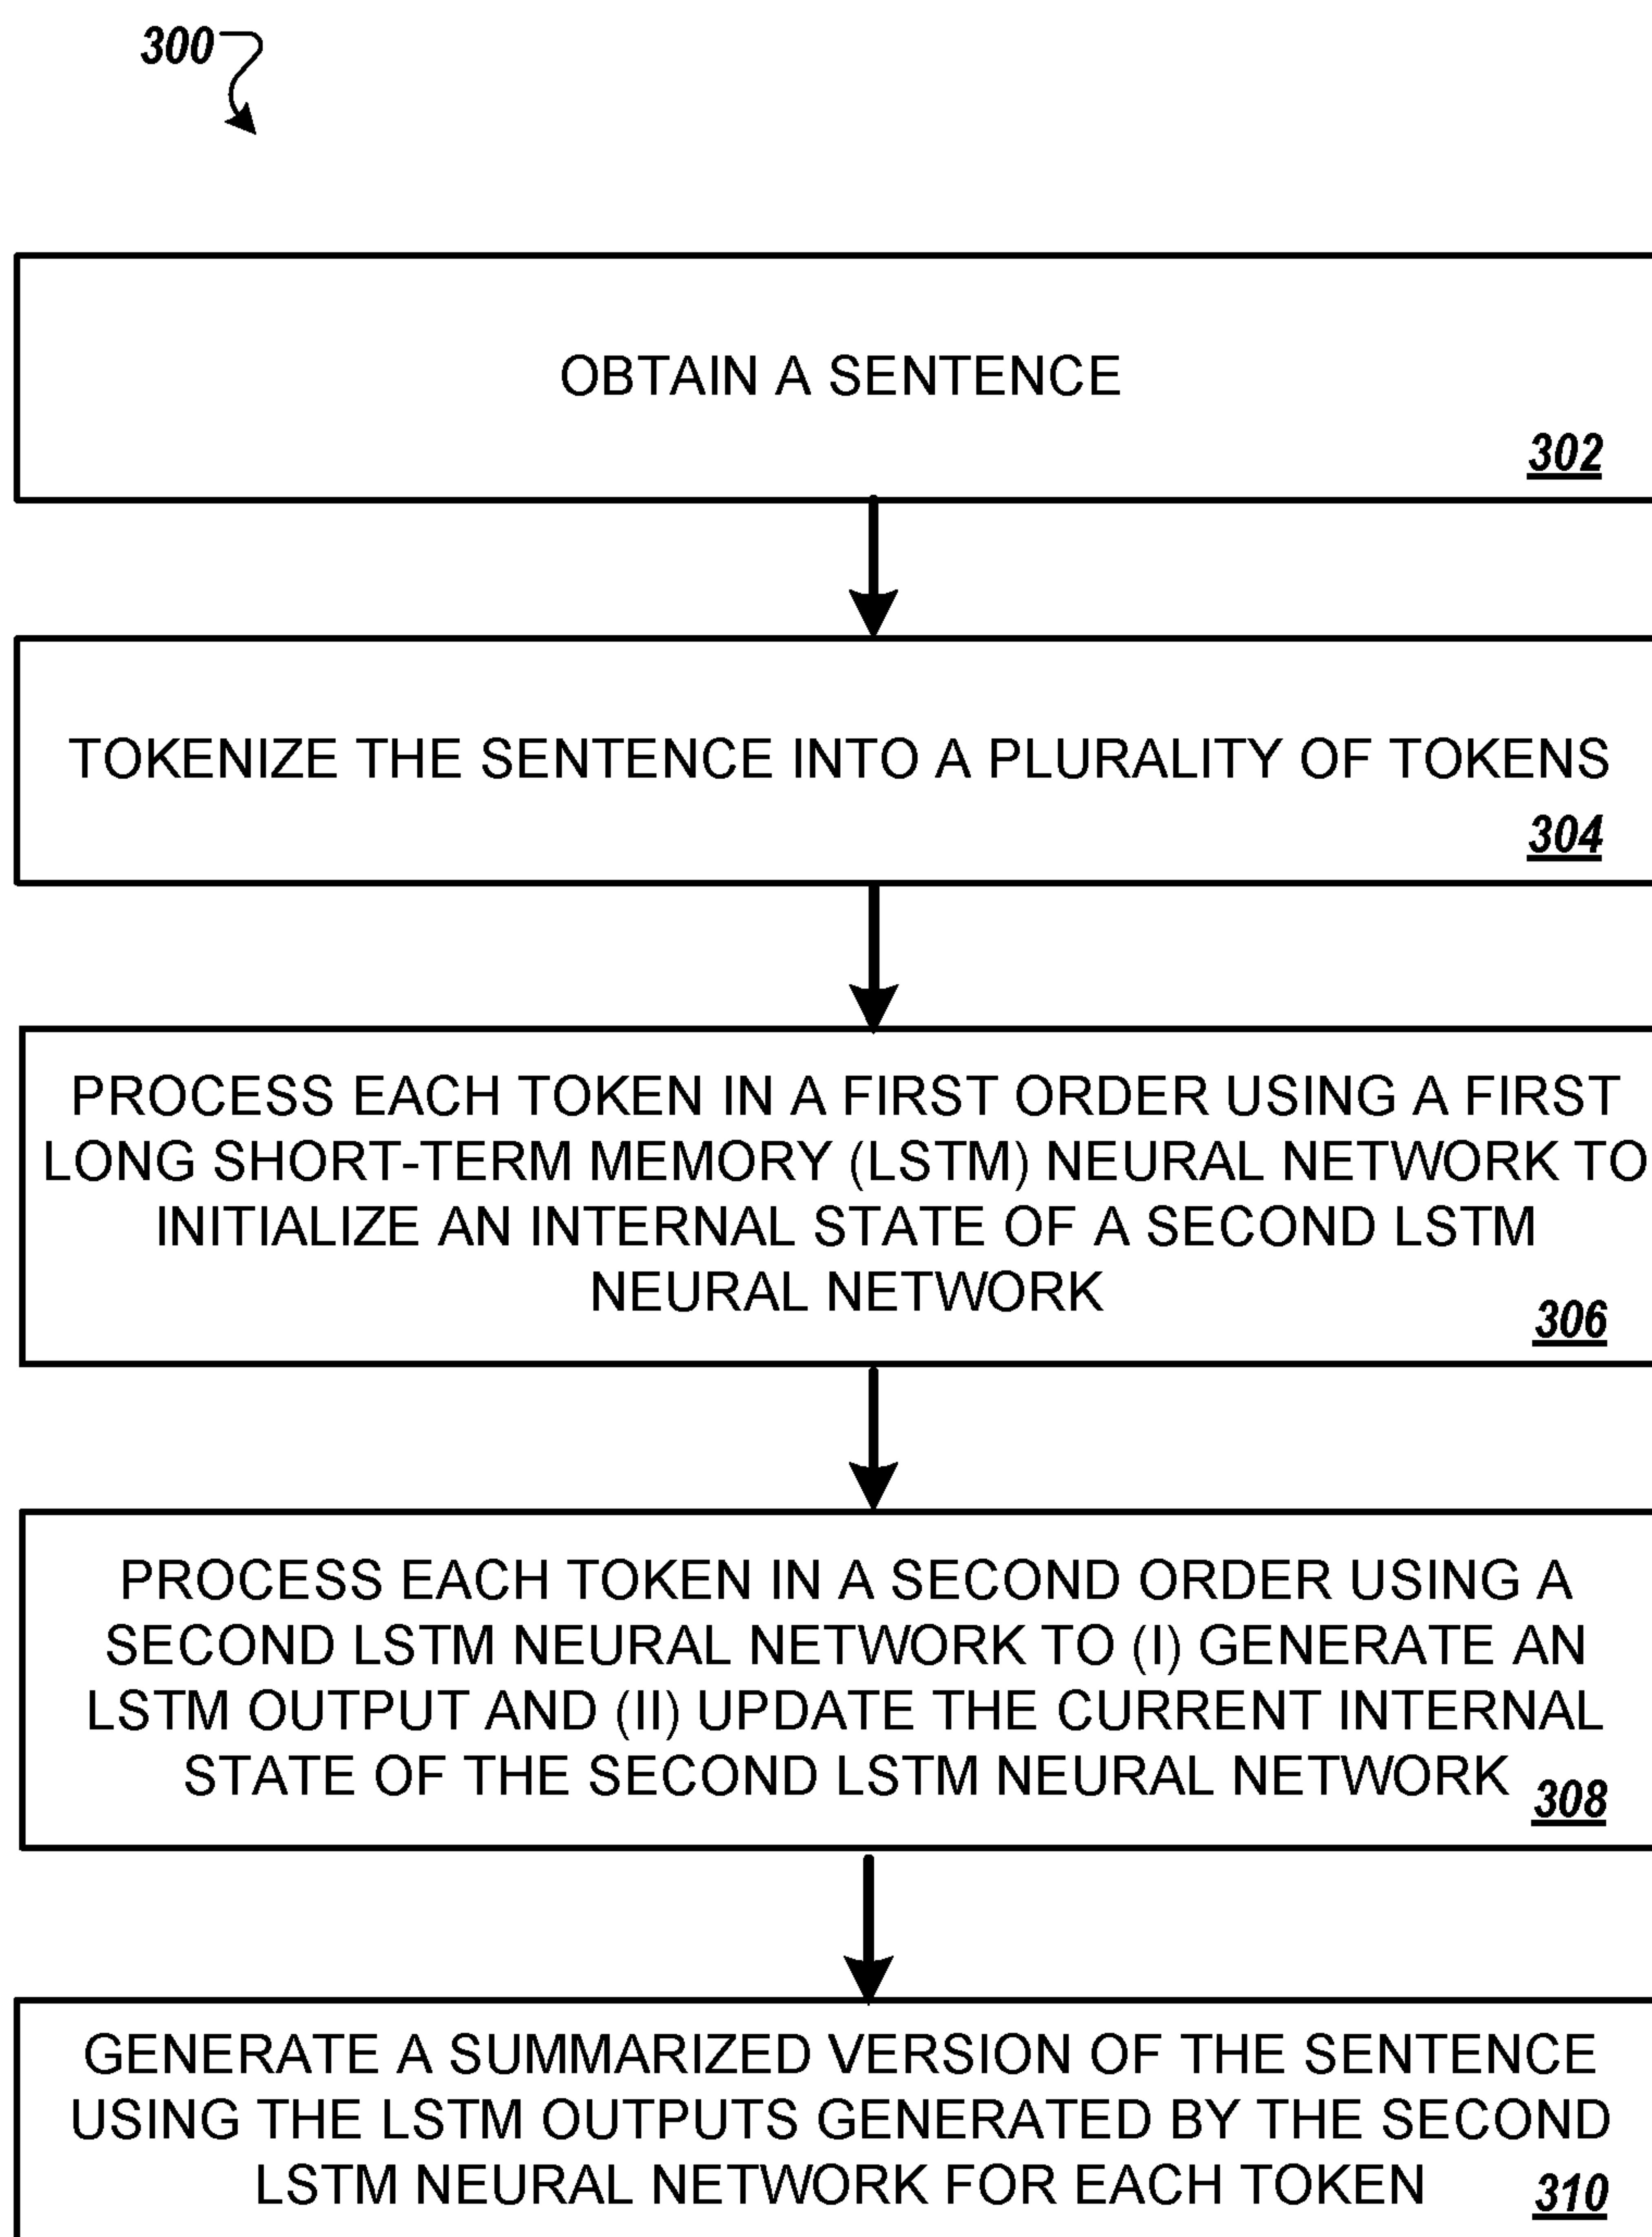 300
OBTAIN A SENTENCE
302
TOKENIZE THE SENTENCE INTO A PLURALITY OF TOKENS
304
PROCESS EACH TOKEN IN A FIRST ORDER USING A FIRST
LONG SHORT-TERM MEMORY (LSTM) NEURAL NETWORK TO
INITIALIZE AN INTERNAL STATE OF A SECOND LSTM
NEURAL NETWORK
306
PROCESS EACH TOKEN IN A SECOND ORDER USING A
SECOND LSTM NEURAL NETWORK TO (I) GENERATE AN
LSTM OUTPUT AND (II) UPDATE THE CURRENT INTERNAL
STATE OF THE SECOND LSTM NEURAL NETWORK
308
GENERATE A SUMMARIZED VERSION OF THE SENTENCE
USING THE LSTM OUTPUTS GENERATED BY THE SECOND
LSTM NEURAL NETWORK FOR EACH TOKEN
310